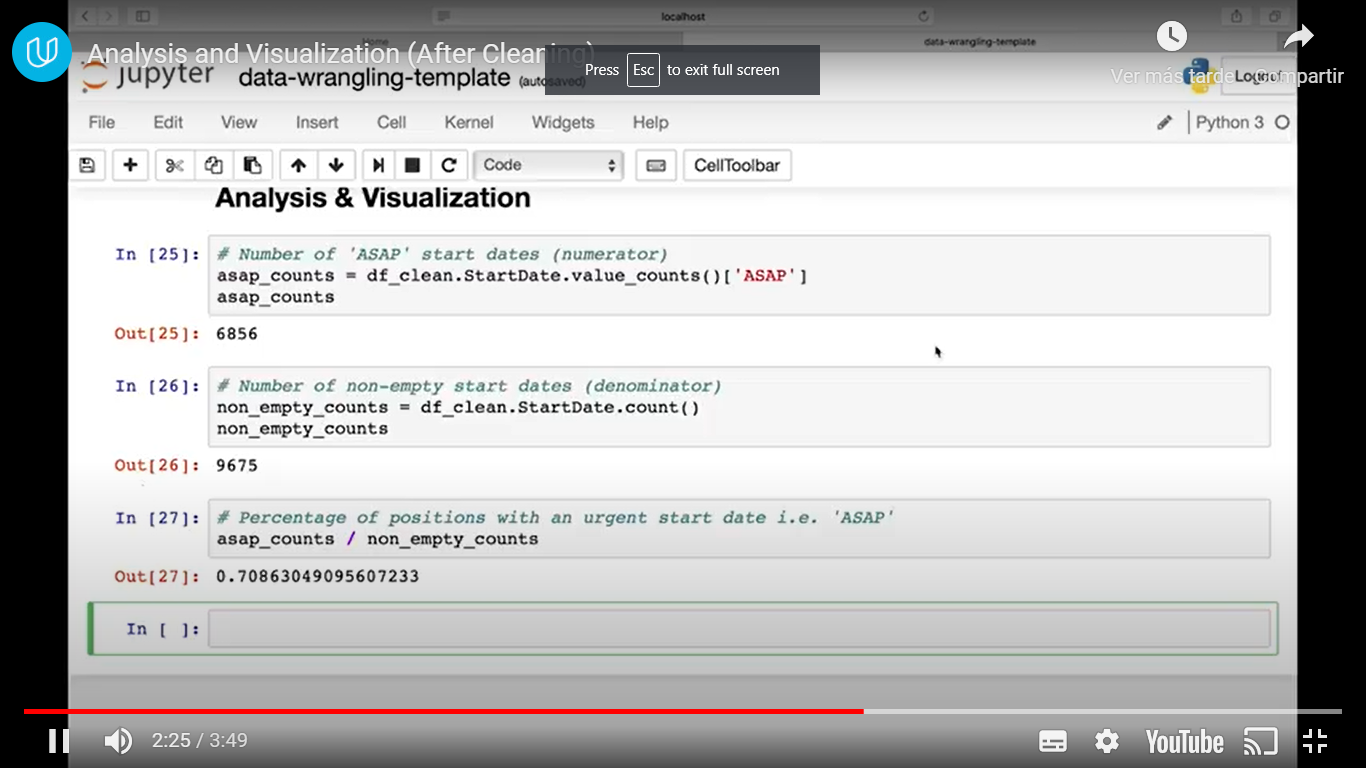 localhost
Home
data-wrangling-template
Analysis and Visualization (After Cleaning)
Press Esc to exit full screen
Ver más tarde
Compartir
jupyter data-wrangling-template (autosaved)
File Edit View Insert Cell Kernel Widgets Help
Python 3
Code
CellToolbar
Analysis & Visualization
In [25]: # Number of 'ASAP' start dates (numerator)
asap_counts = df_clean.StartDate.value_counts()['ASAP']
asap_counts
Out[25]: 6856
In [26]: # Number of non-empty start dates (denominator)
non_empty_counts = df_clean.StartDate.count()
non_empty_counts
Out[26]: 9675
In [27]: # Percentage of positions with an urgent start date i.e. 'ASAP'
asap_counts / non_empty_counts
Out[27]: 0.70863049095607233
In [ ]:
2:25 / 3:49
YouTube